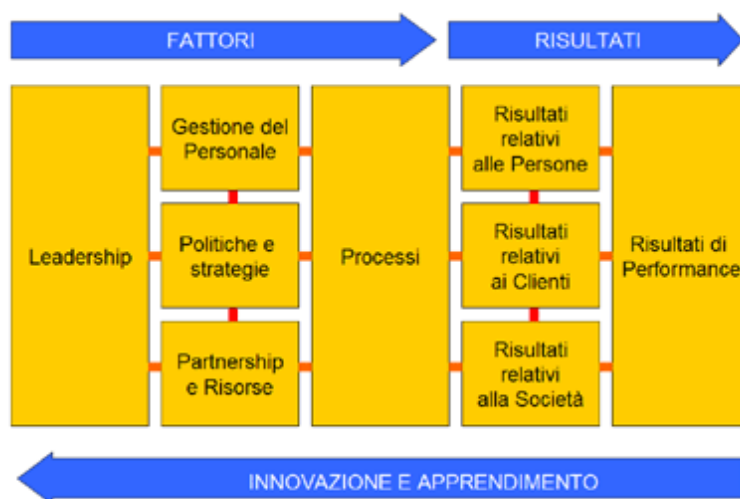 FATTORI
RISULTATI
Leadership
Gestione del
Personale
Politiche e
strategie
Partnership
e Risorse
Processi
Risultati
relativi
alle Persone
Risultati
relativi
ai Clienti
Risultati
relativi
alla Società
Risultati di
Performance
INNOVAZIONE E APPRENDIMENTO